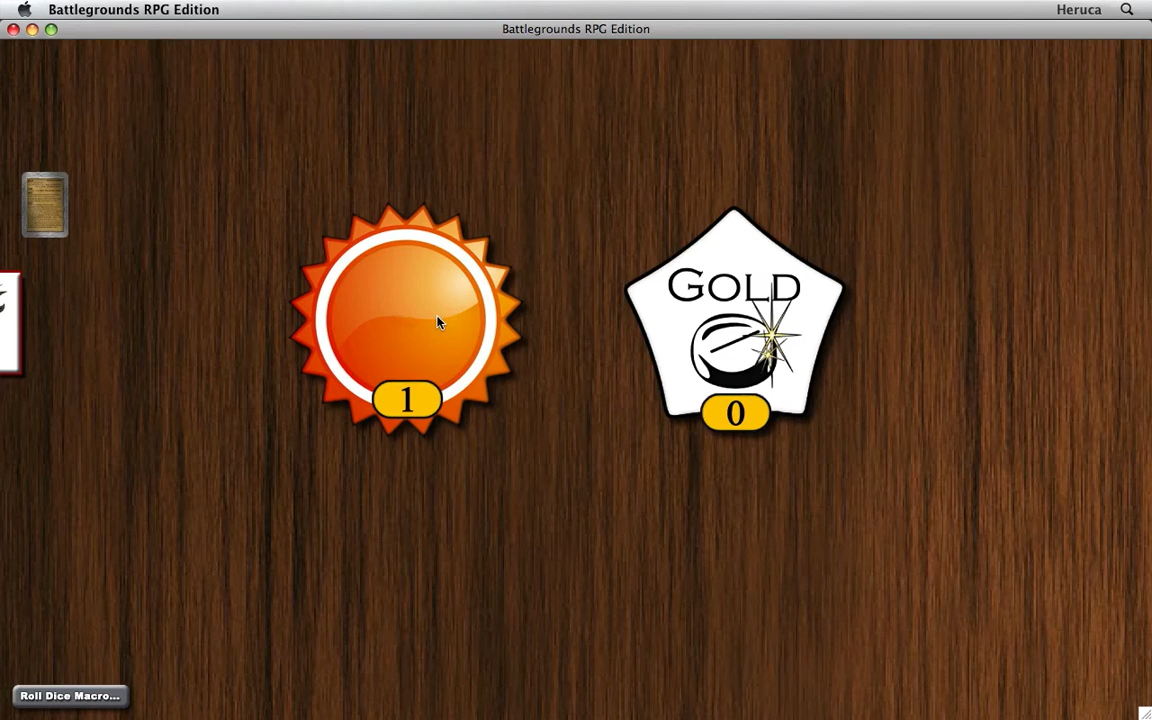 Battlegrounds RPG Edition
Heruca
Battlegrounds RPG Edition
GOLD
1
0
Roll Dice Macro...